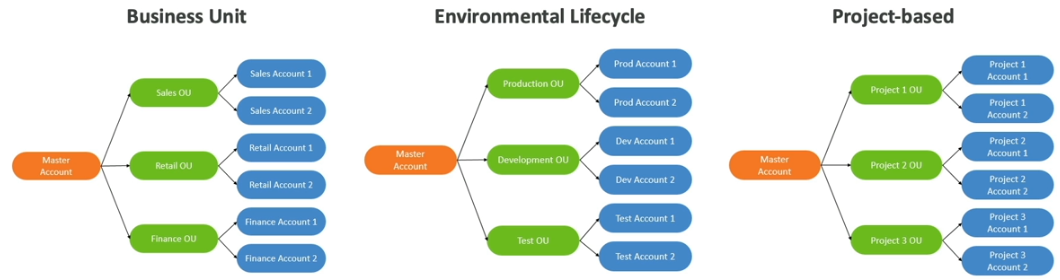 Business Unit
Sales Account 1
Sales OU
Sales Account 2
Retail Account 1
Master
Account
Retail OU
Retail Account 2
Finance Account 1
Finance OU
Finance Account 2
Environmental Lifecycle
Prod Account 1
Production OU
Prod Account 2
Dev Account 1
Master
Account
Development OU
Dev Account 2
Test Account 1
Test OU
Test Account 2
Project-based
Project 1
Account 1
Project 1 OU
Project 1
Account 2
Project 2
Account 1
Master
Account
Project 2 OU
Project 2
Account 2
Project 3
Account 1
Project 3 OU
Project 3
Account 2